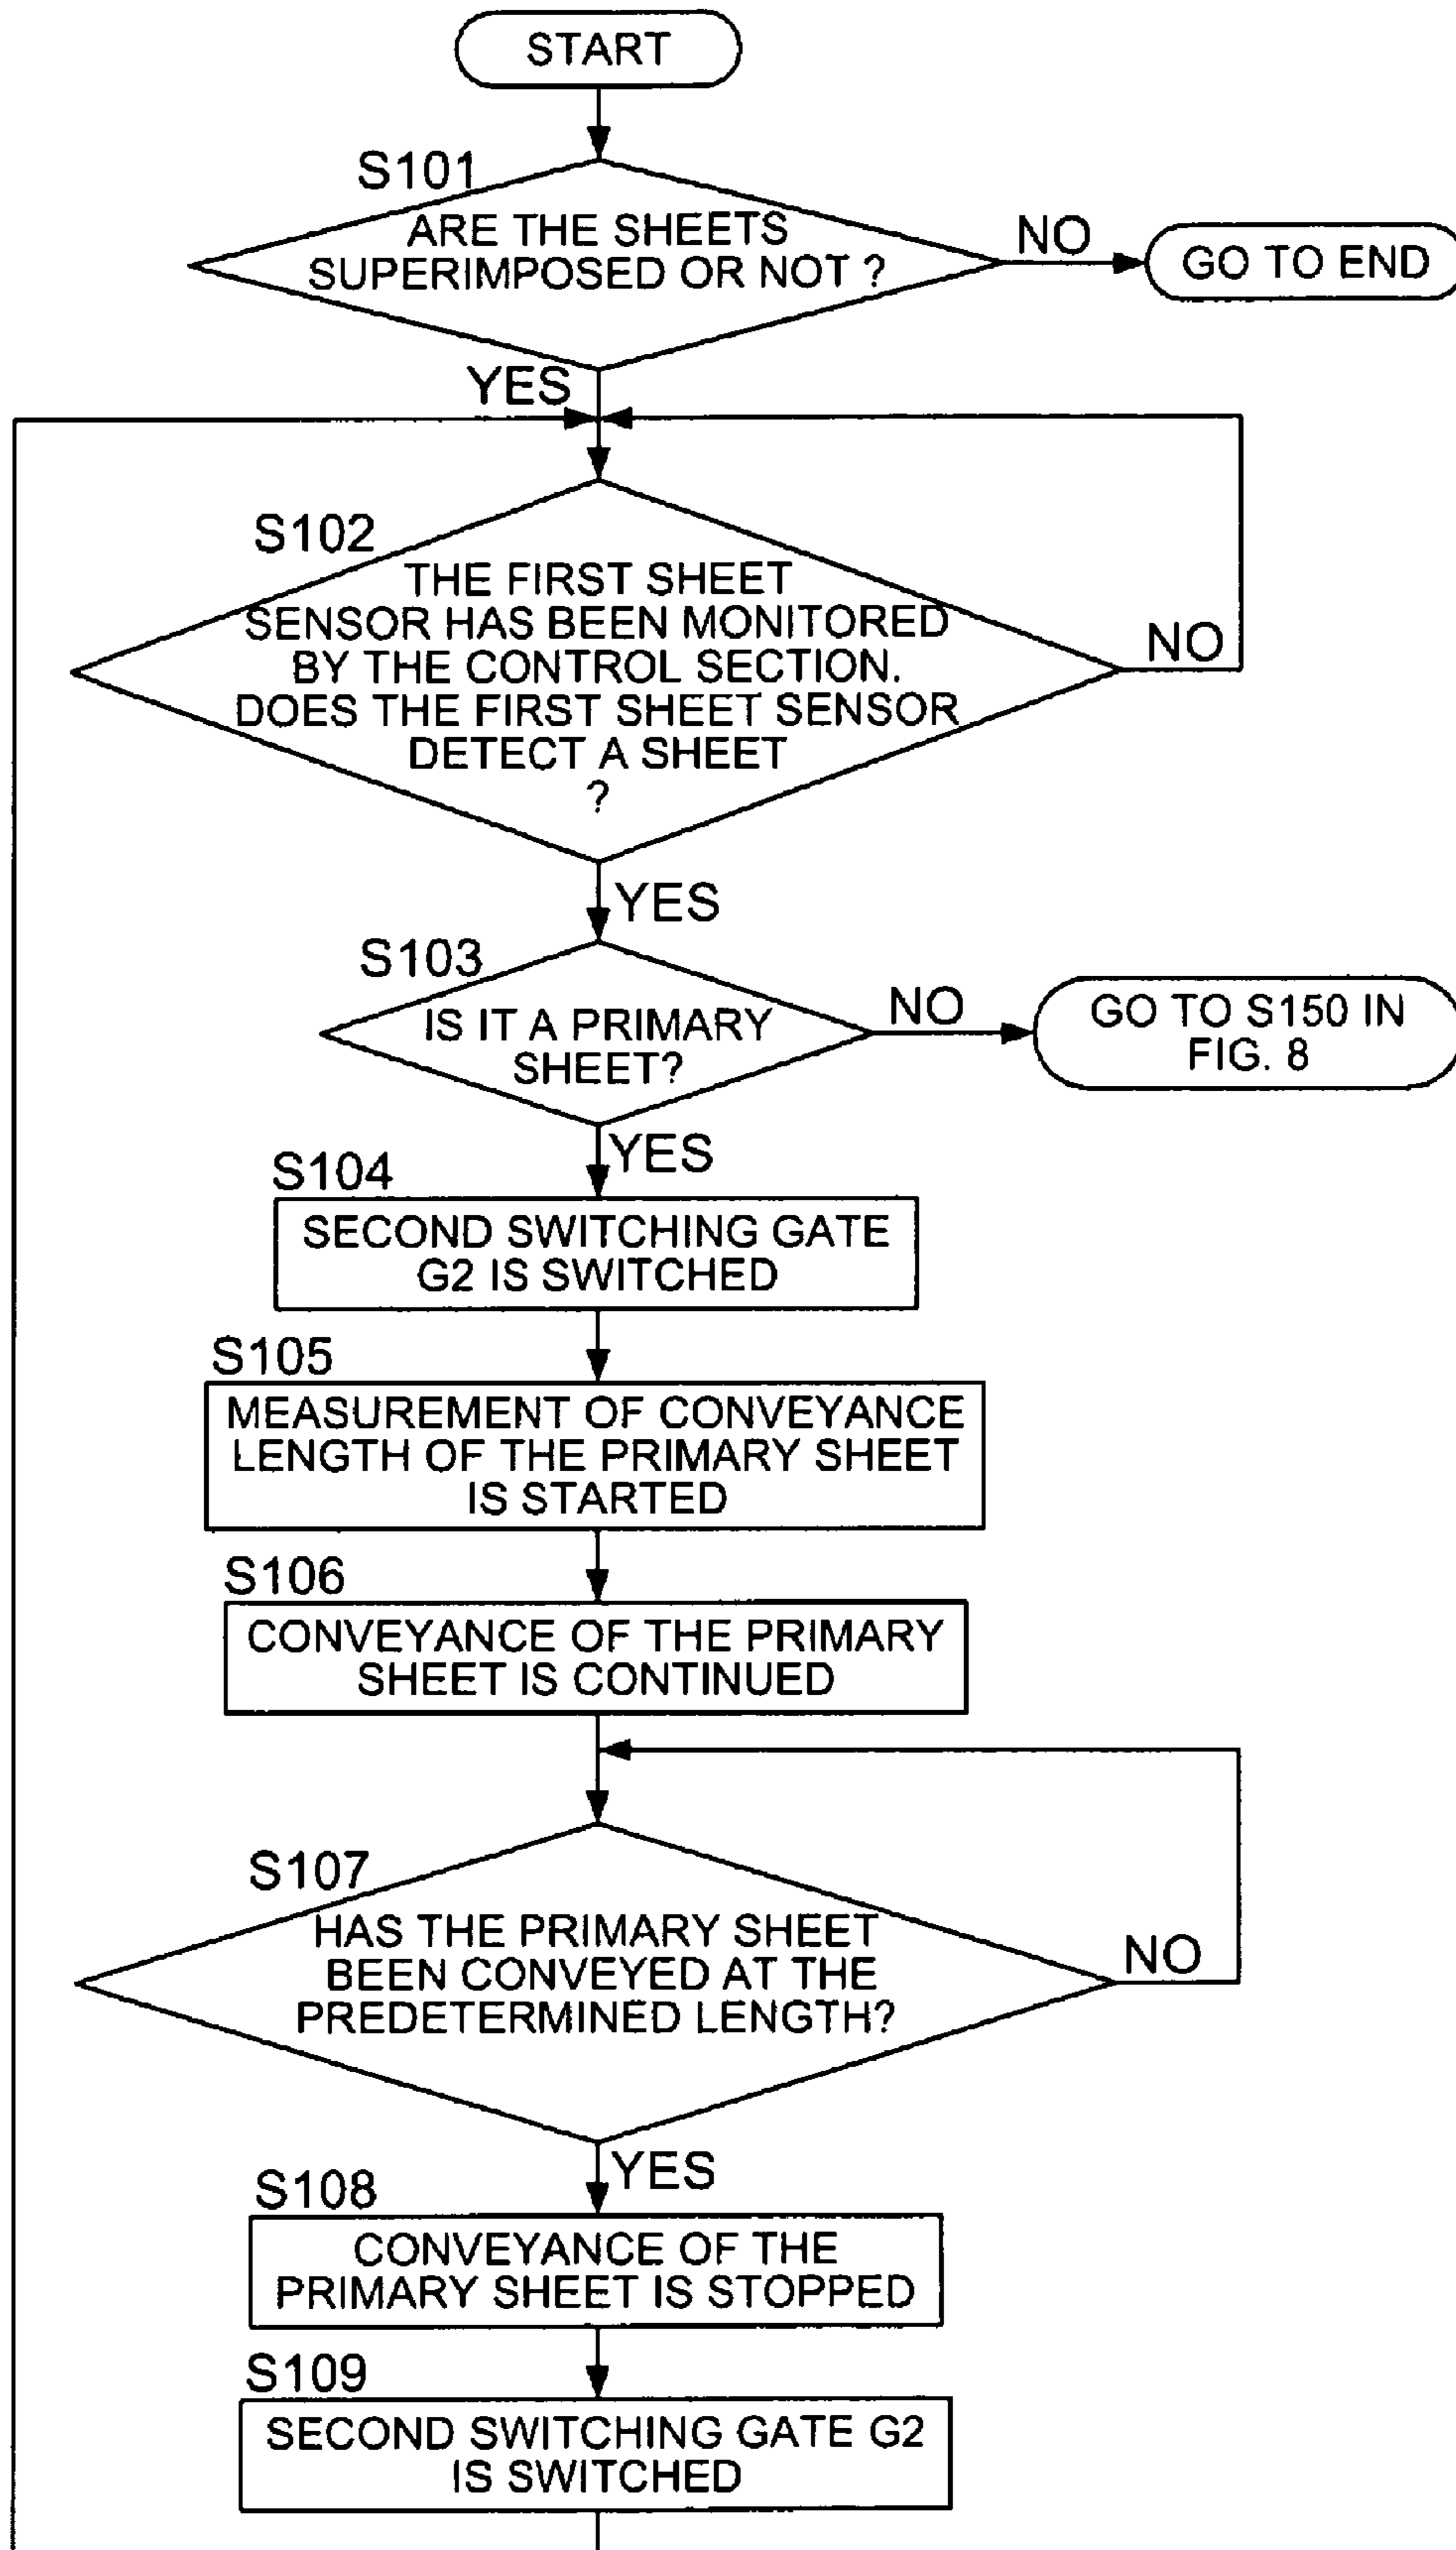 START
S101
ARE THE SHEETS
SUPERIMPOSED OR NOT ?
NO
GO TO END
YES
S102
THE FIRST SHEET
SENSOR HAS BEEN MONITORED
BY THE CONTROL SECTION.
DOES THE FIRST SHEET SENSOR
DETECT A SHEET
?
NO
YES
S103
IS IT A PRIMARY
SHEET?
NO
GO TO S150 IN
FIG. 8
YES
S104
SECOND SWITCHING GATE
G2 IS SWITCHED
S105
MEASUREMENT OF CONVEYANCE
LENGTH OF THE PRIMARY SHEET
IS STARTED
S106
CONVEYANCE OF THE PRIMARY
SHEET IS CONTINUED
S107
HAS THE PRIMARY SHEET
BEEN CONVEYED AT THE
PREDETERMINED LENGTH?
NO
YES
S108
CONVEYANCE OF THE
PRIMARY SHEET IS STOPPED
S109
SECOND SWITCHING GATE G2
IS SWITCHED